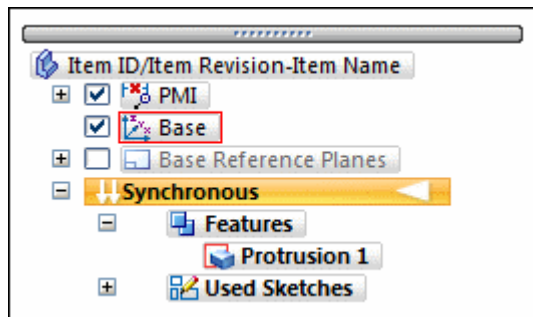 Item ID/Item Revision-Item Name
PMI
Base
Base Reference Planes
Synchronous
Features
Protrusion 1
Used Sketches